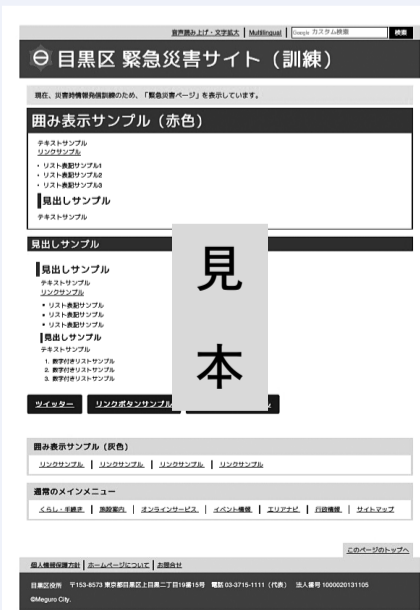 音声読み上げ・文字拡大 Multilingual Google カスタム検索 検索
目黒区 緊急災害サイト（訓練）
現在、災害時情報発信訓練のため、「緊急災害ページ」を表示しています。
囲み表示サンプル（赤色）
テキストサンプル
リンクサンプル
・リスト表記サンプル1
・リスト表記サンプル2
・リスト表記サンプル3
見出しサンプル
テキストサンプル
見出しサンプル
見出しサンプル
テキストサンプル
リンクサンプル
・リスト表記サンプル
・リスト表記サンプル
・リスト表記サンプル
見出しサンプル
テキストサンプル
1. 数字付きリストサンプル
2. 数字付きリストサンプル
3. 数字付きリストサンプル
見
本
ツイッター リンクボタンサンプル
囲み表示サンプル（灰色）
リンクサンプル リンクサンプル リンクサンプル リンクサンプル
通常のメインメニュー
くらし・手続き 施設案内 オンラインサービス イベント情報 エリアナビ 行政情報 サイトマップ
このページのトップへ
個人情報保護方針 ホームページについて お問合せ
目黒区役所 〒153-8573 東京都目黒区上目黒二丁目19番15号 電話 03-3715-1111（代表） 法人番号 1000020131105
©Meguro City.